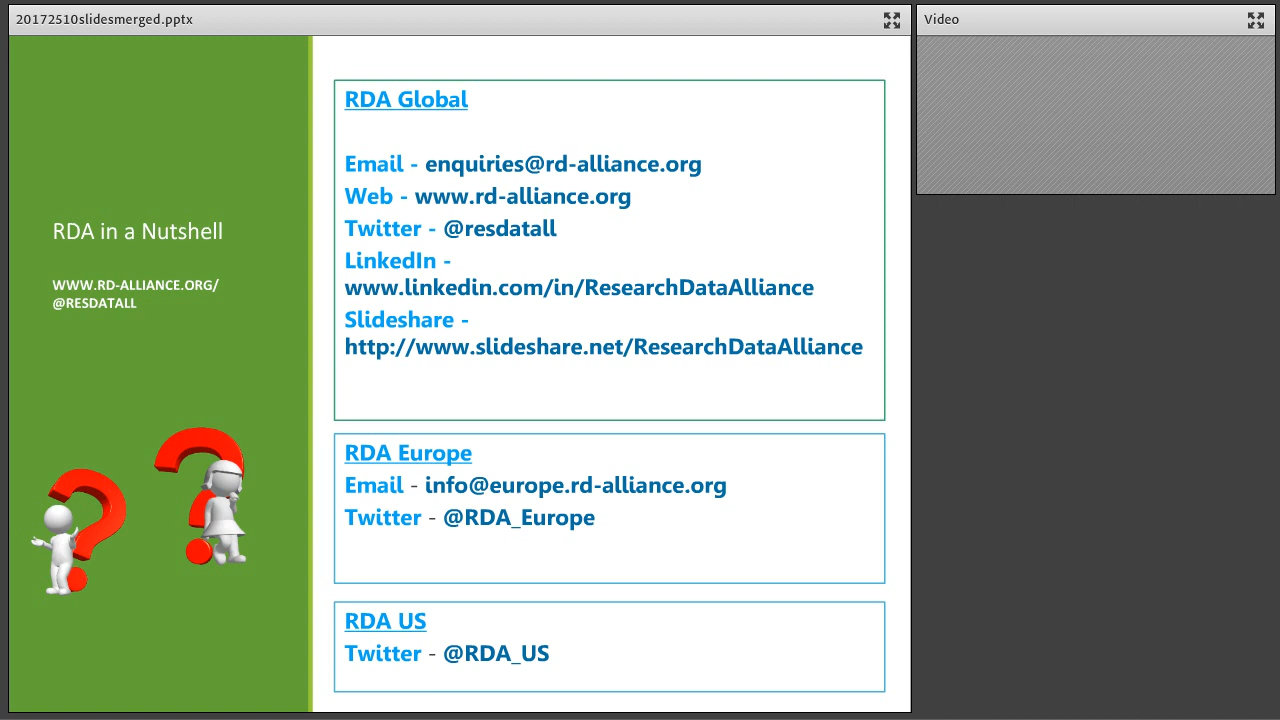 20172510slidesmerged.pptx
Video
RDA in a Nutshell
WWW.RD-ALLIANCE.ORG/
@RESDATALL
RDA Global
Email - enquiries@rd-alliance.org
Web - www.rd-alliance.org
Twitter - @resdatall
LinkedIn -
www.linkedin.com/in/ResearchDataAlliance
Slideshare -
http://www.slideshare.net/ResearchDataAlliance
RDA Europe
Email - info@europe.rd-alliance.org
Twitter - @RDA_Europe
RDA US
Twitter - @RDA_US